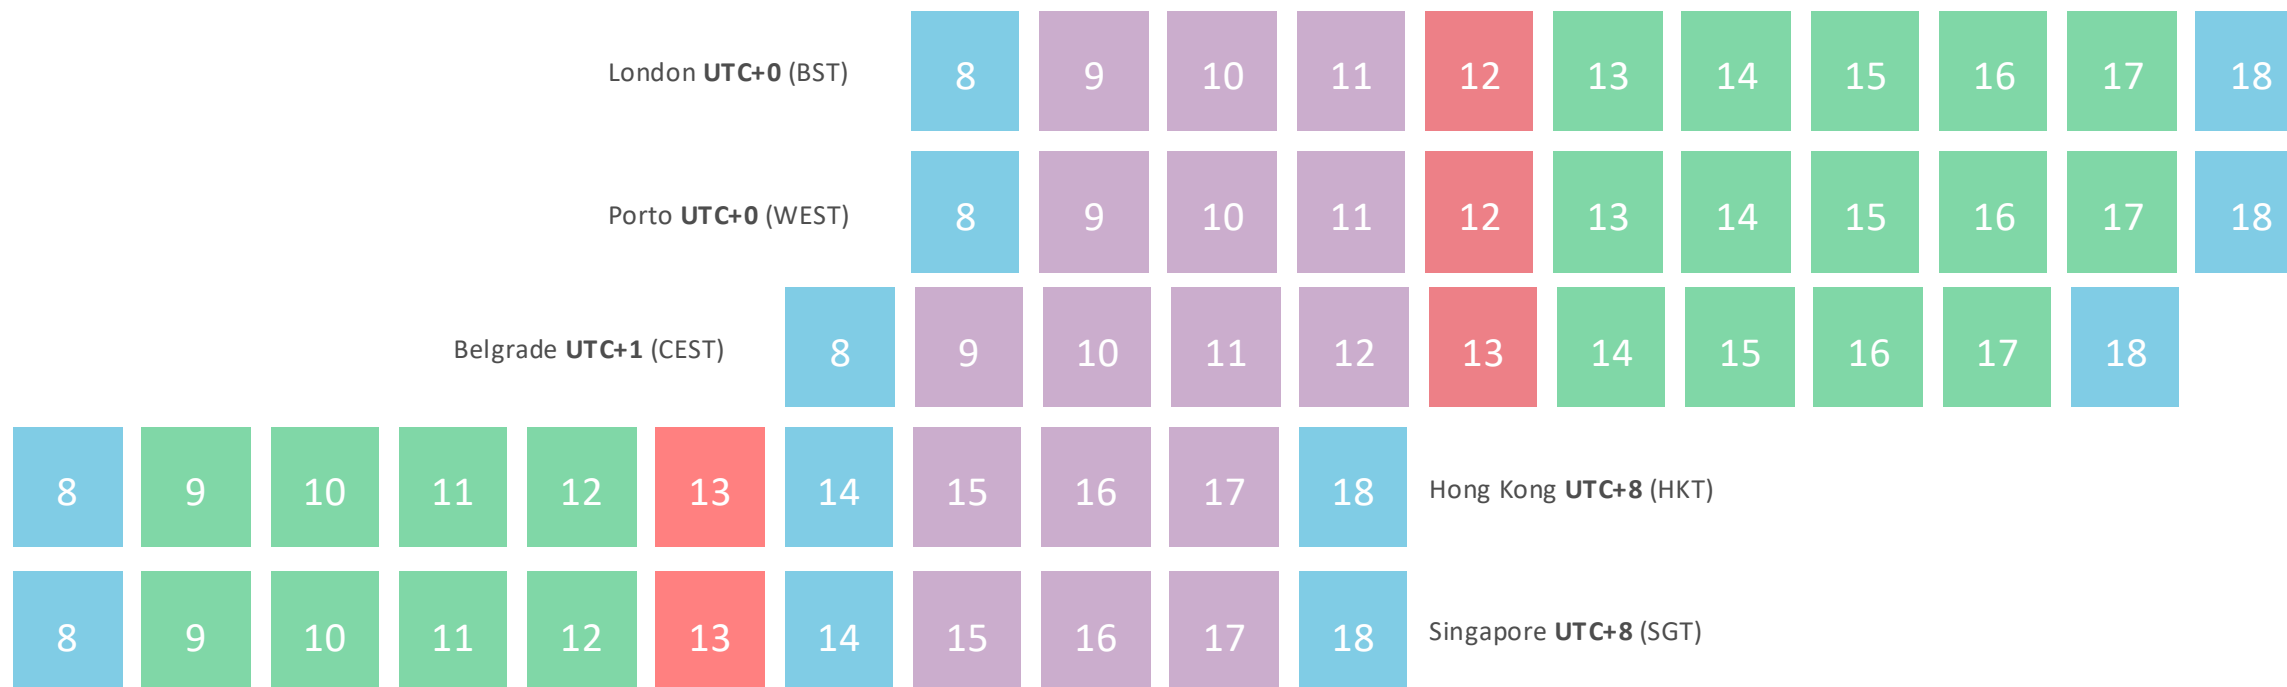 London UTC+0 (BST) 8 9 10 11 12 13 14 15 16 17 18
Porto UTC+0 (WEST) 8 9 10 11 12 13 14 15 16 17 18
Belgrade UTC+1 (CEST) 8 9 10 11 12 13 14 15 16 17 18
8 9 10 11 12 13 14 15 16 17 18 Hong Kong UTC+8 (HKT)
8 9 10 11 12 13 14 15 16 17 18 Singapore UTC+8 (SGT)